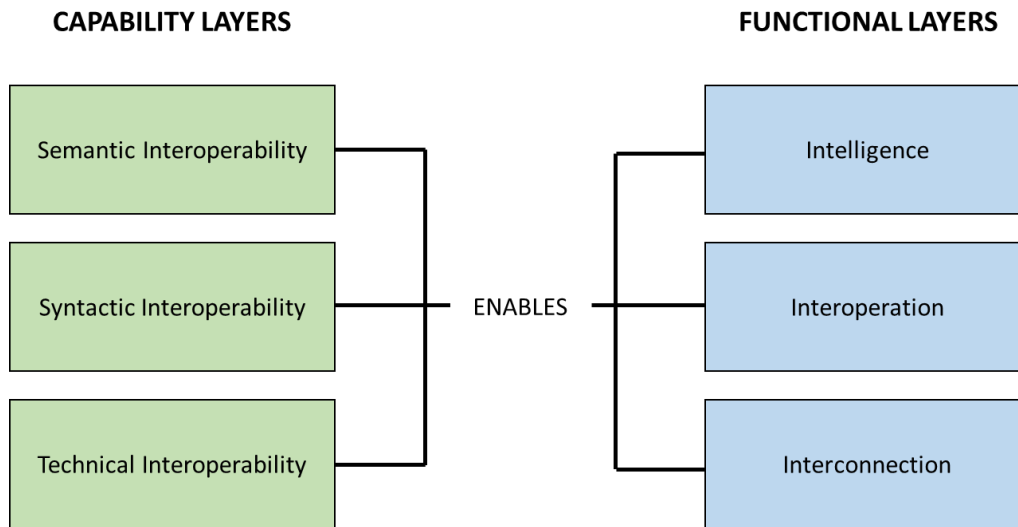 CAPABILITY LAYERS
FUNCTIONAL LAYERS
Semantic Interoperability
Intelligence
Syntactic Interoperability
ENABLES
Interoperation
Technical Interoperability
Interconnection